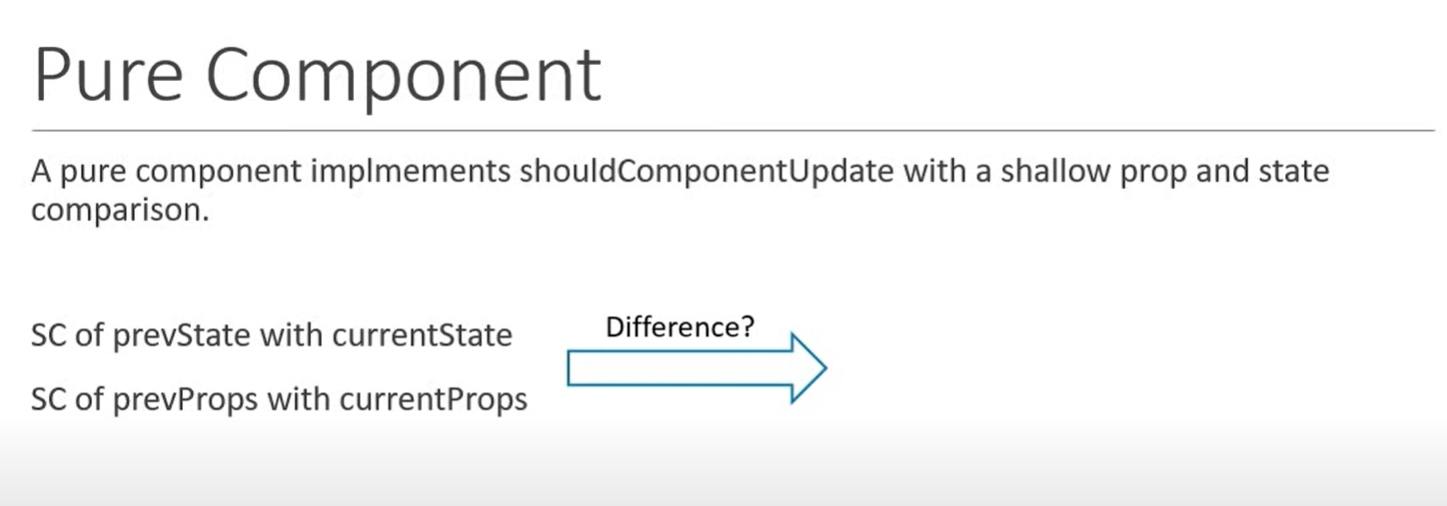 Pure Component
A pure component implmements shouldComponentUpdate with a shallow prop and state
comparison.
SC of prevState with currentState
Difference?
SC of prevProps with currentProps